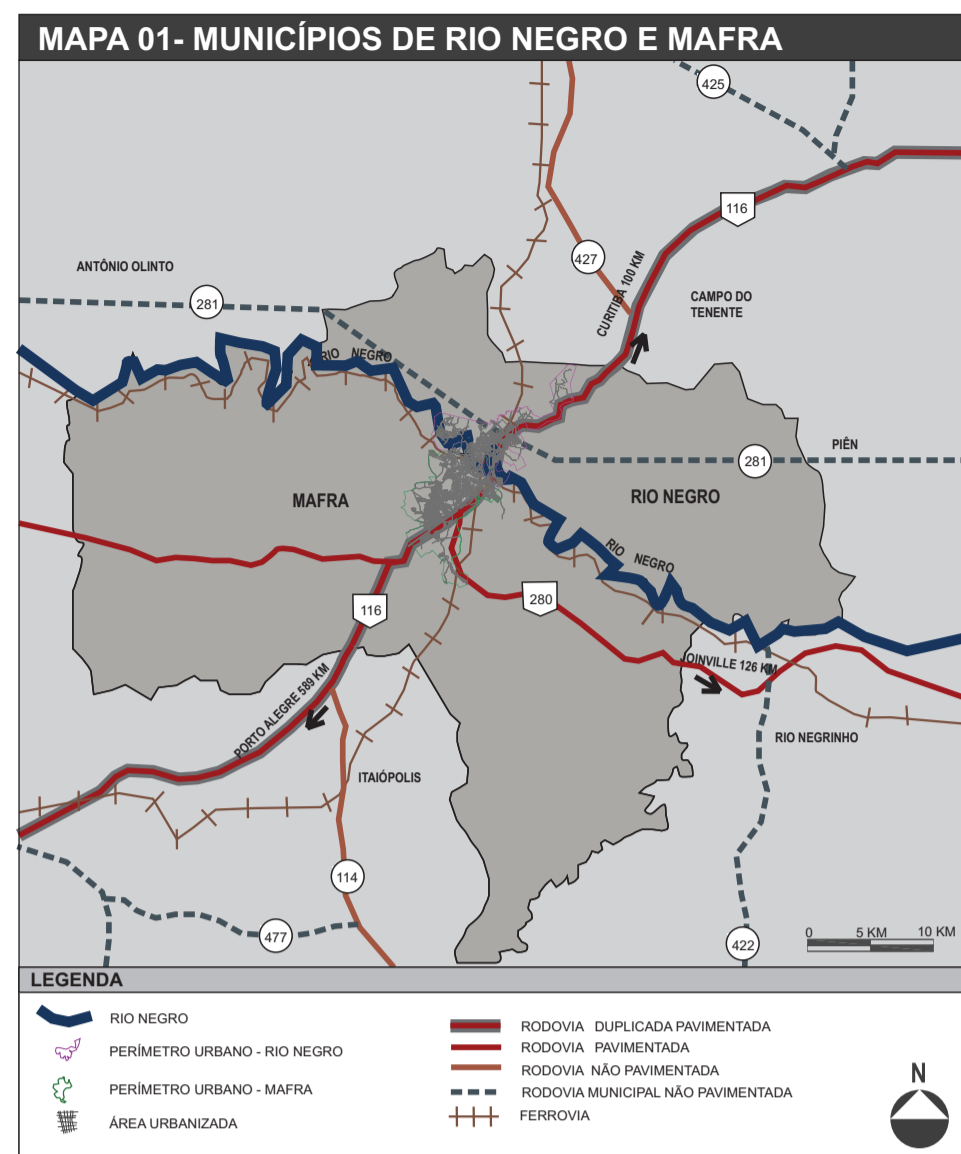 MAPA 01- MUNICÍPIOS DE RIO NEGRO E MAFRA
425
116
ANTÔNIO OLINTO
427
CURITIBA 100 KM
CAMPO DO
TENENTE
281
RIO NEGRO
PIÊN
281
MAFRA
RIO NEGRO
RIO NEGRO
116
280
JOINVILLE 126 KM
PORTO ALEGRE 589 KM
RIO NEGRINHO
ITAIÓPOLIS
114
477
422
0 5 KM 10 KM
LEGENDA
RIO NEGRO
PERÍMETRO URBANO - RIO NEGRO
PERÍMETRO URBANO - MAFRA
ÁREA URBANIZADA
RODOVIA DUPLICADA PAVIMENTADA
RODOVIA PAVIMENTADA
RODOVIA NÃO PAVIMENTADA
RODOVIA MUNICIPAL NÃO PAVIMENTADA
FERROVIA
N